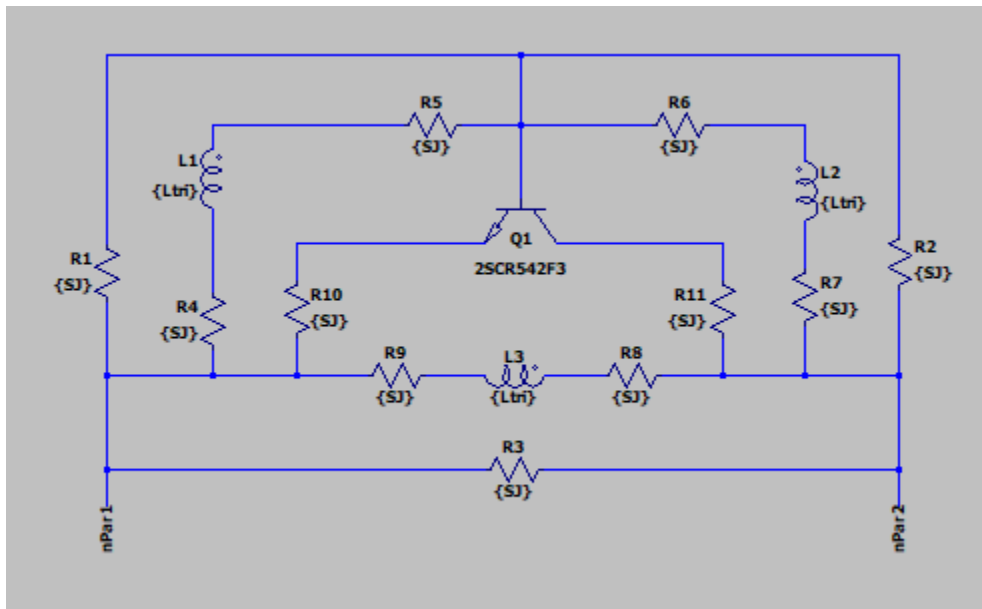 R5
{SJ}
R6
{SJ}
L1
{Ltri}
L2
{Ltri}
Q1
2SCR542F3
R1
{SJ}
R2
{SJ}
R4
{SJ}
R10
{SJ}
R11
{SJ}
R7
{SJ}
R9
{SJ}
L3
{Ltri}
R8
{SJ}
R3
{SJ}
nPar1
nPar2